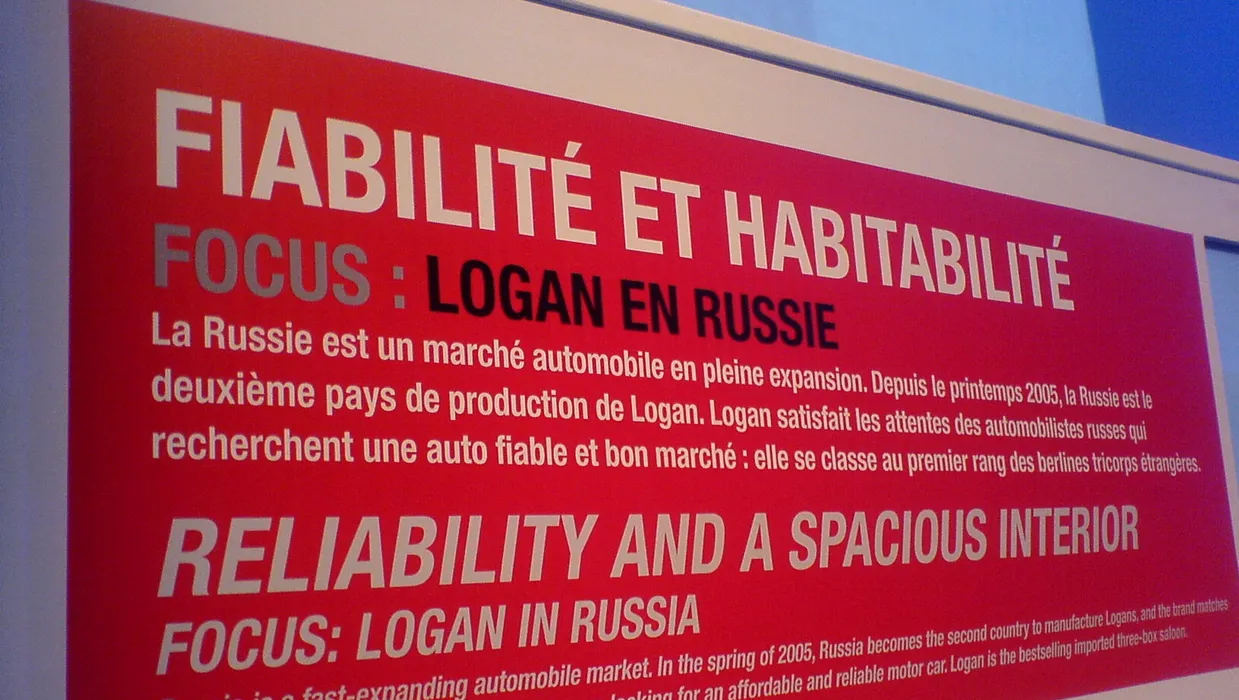 FIABILITÉ ET HABITABILITÉ
FOCUS : LOGAN EN RUSSIE
La Russie est un marché automobile en pleine expansion. Depuis le printemps 2005, la Russie est le
deuxième pays de production de Logan. Logan satisfait les attentes des automobilistes russes qui
recherchent une auto fiable et bon marché : elle se classe au premier rang des berlines tricorps étrangères.
RELIABILITY AND A SPACIOUS INTERIOR
FOCUS: LOGAN IN RUSSIA
is a fast-expanding automobile market. In the spring of 2005, Russia becomes the second country to manufacture Logans, and the brand matches
for an affordable and reliable motor car. Logan is the bestselling imported three-box saloon.